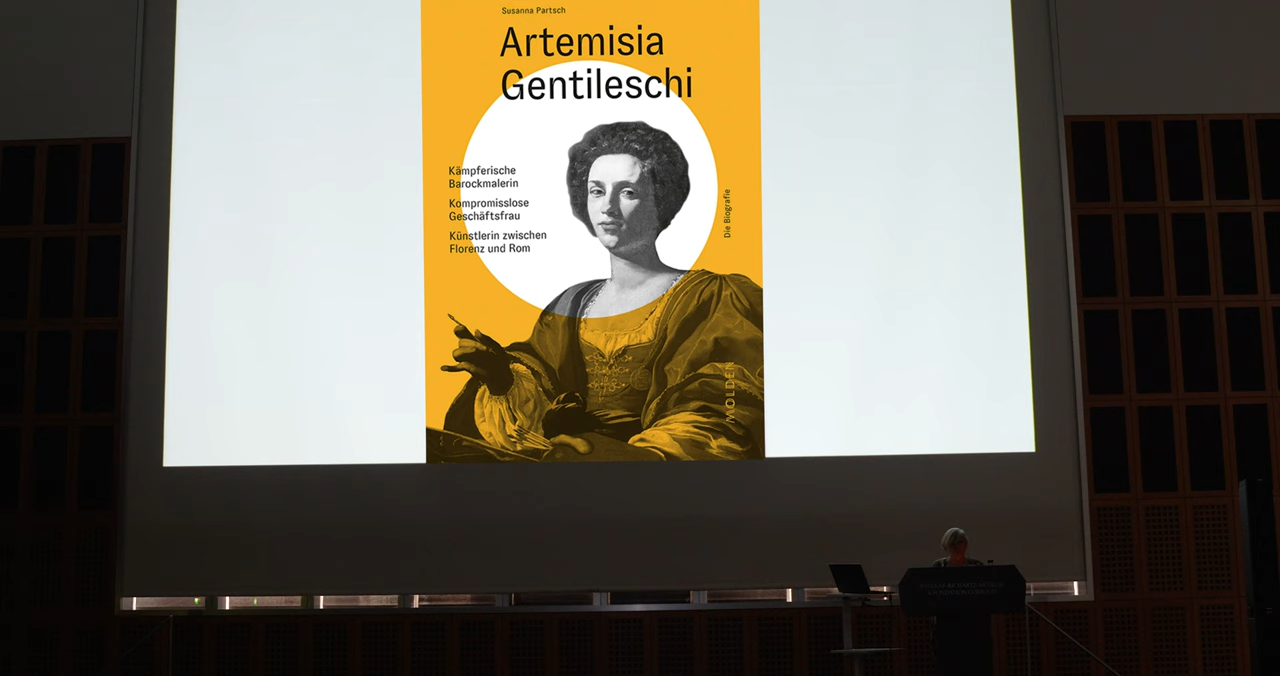 Susanna Partsch
Artemisia
Gentileschi
Kämpferische
Barockmalerin
Kompromisslose
Geschäftsfrau
Künstlerin zwischen
Florenz und Rom
Die Biografie
MOLDEN